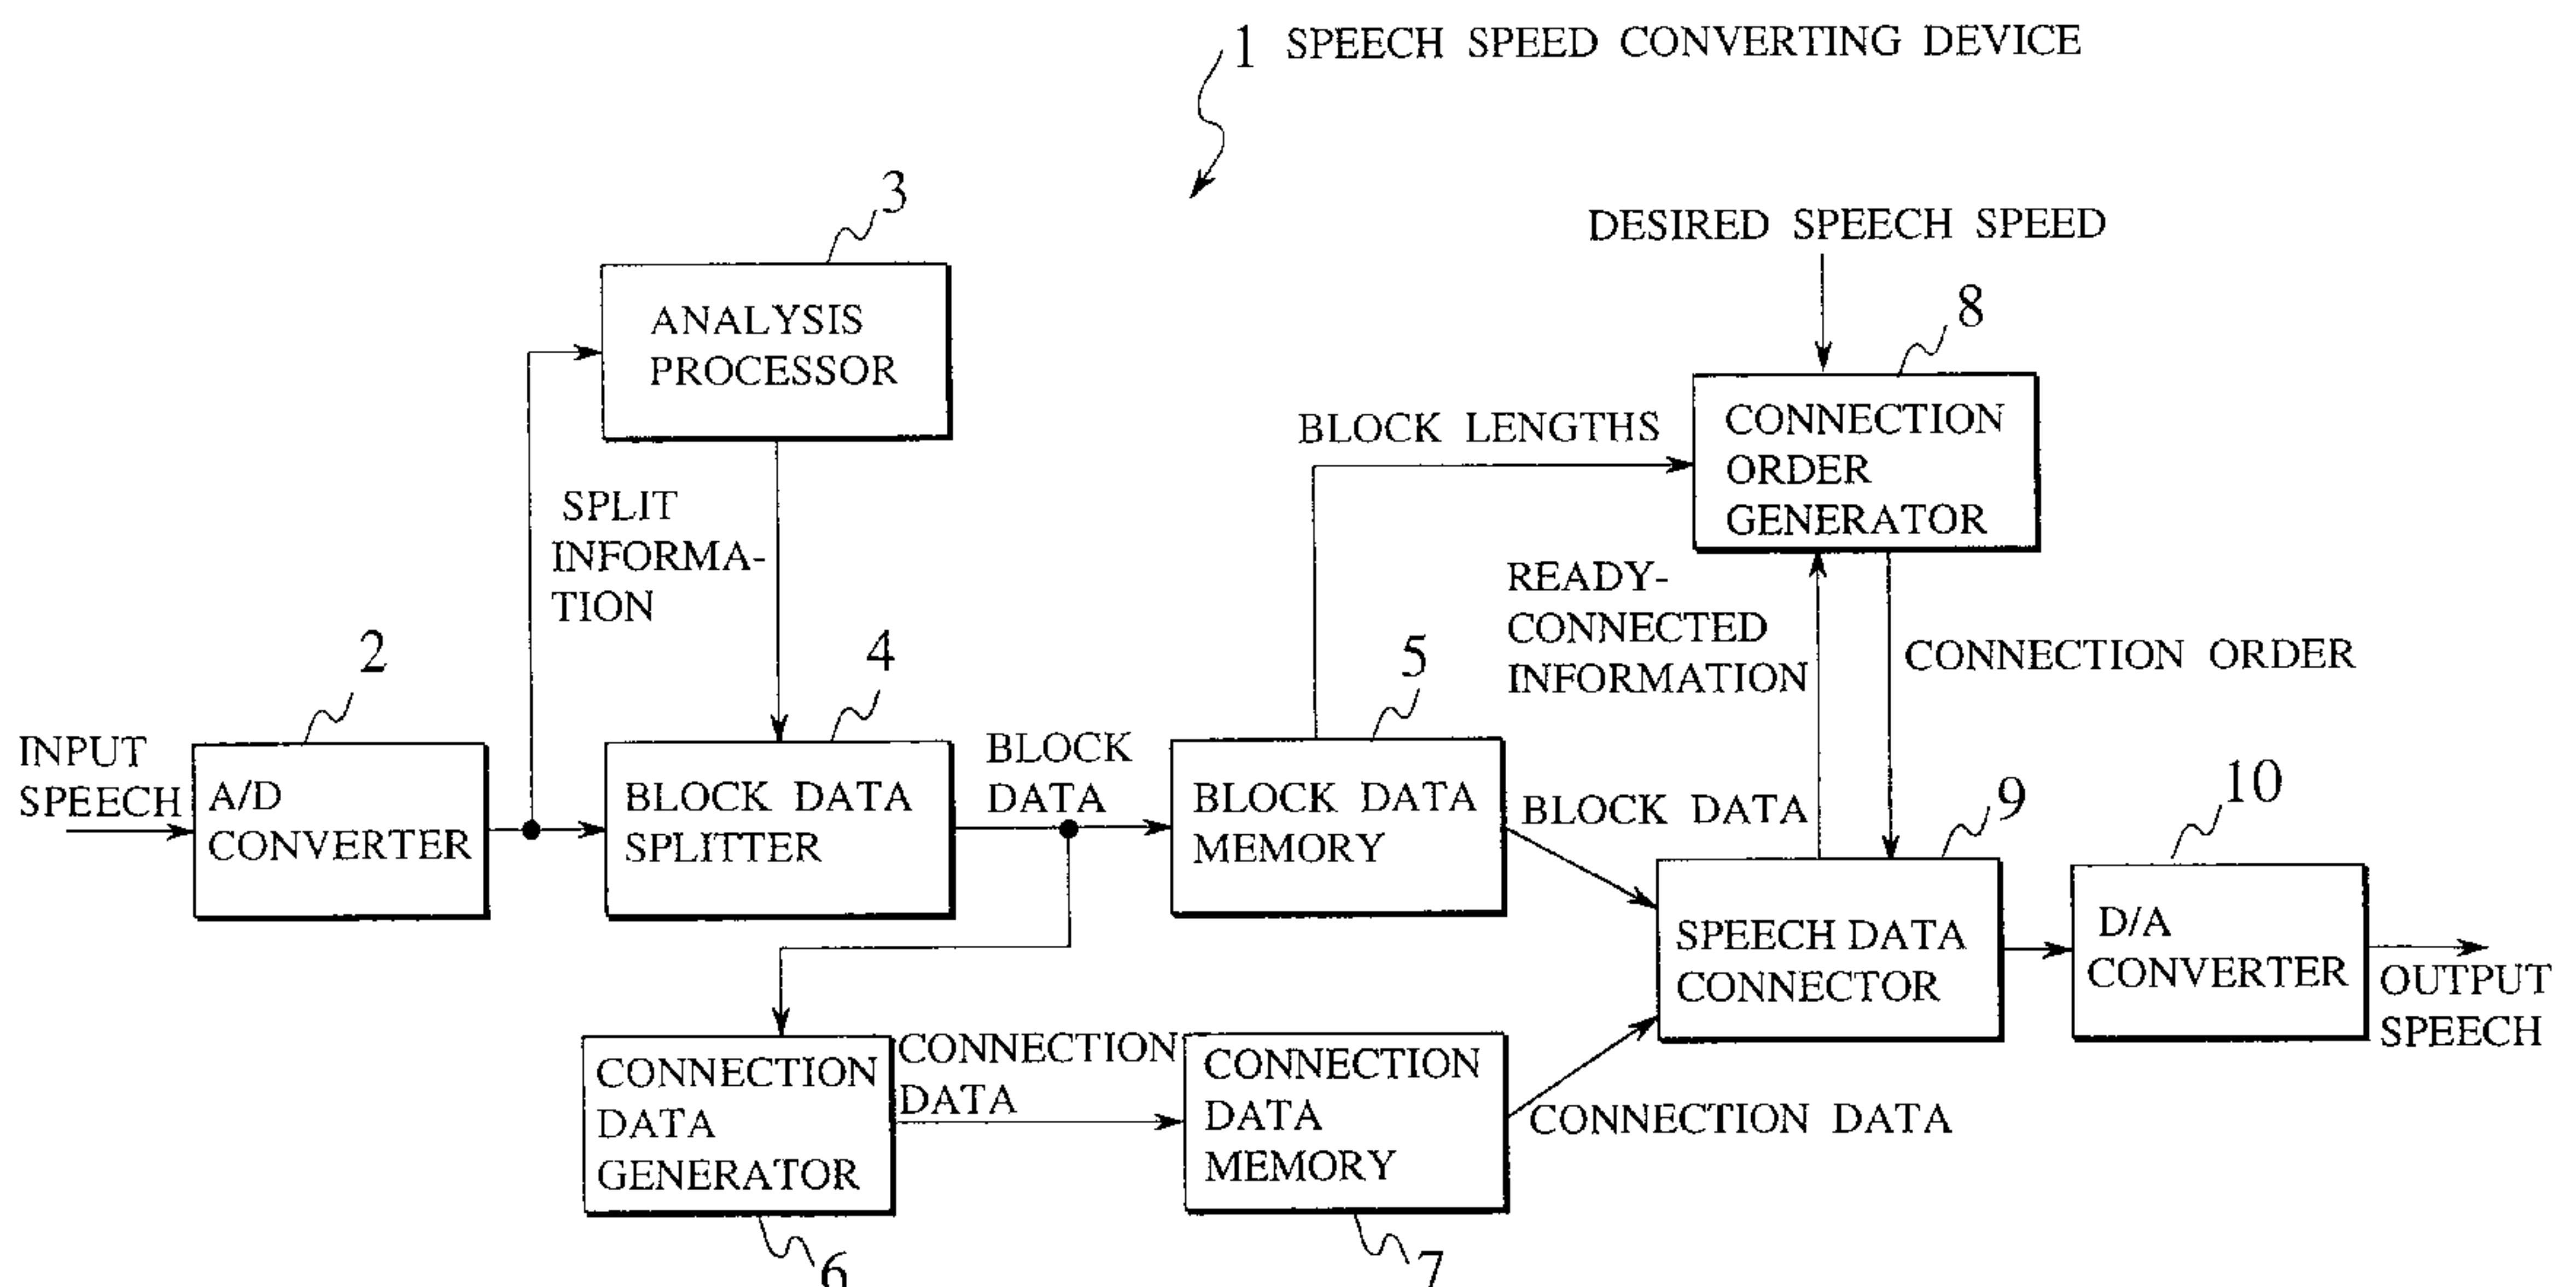 1 SPEECH SPEED CONVERTING DEVICE
3
DESIRED SPEECH SPEED
8
ANALYSIS
PROCESSOR
BLOCK LENGTHS
CONNECTION
ORDER
GENERATOR
SPLIT
INFORMA-
TION
READY-
CONNECTED
INFORMATION
CONNECTION ORDER
2
4
5
INPUT
SPEECH
A/D
CONVERTER
BLOCK DATA
SPLITTER
BLOCK
DATA
BLOCK DATA
MEMORY
BLOCK DATA
9
10
SPEECH DATA
CONNECTOR
D/A
CONVERTER
OUTPUT
SPEECH
CONNECTION
DATA
GENERATOR
CONNECTION
DATA
CONNECTION
DATA
MEMORY
CONNECTION DATA
6
7